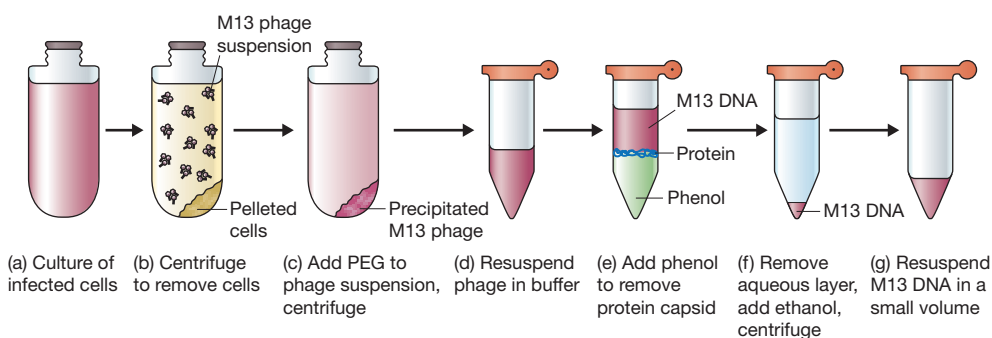 M13 phage
suspension
Pelleted
cells
Precipitated
M13 phage
M13 DNA
Protein
Phenol
M13 DNA
(a) Culture of
infected cells
(b) Centrifuge
to remove cells
(c) Add PEG to
phage suspension,
centrifuge
(d) Resuspend
phage in buffer
(e) Add phenol
to remove
protein capsid
(f) Remove
aqueous layer,
add ethanol,
centrifuge
(g) Resuspend
M13 DNA in a
small volume